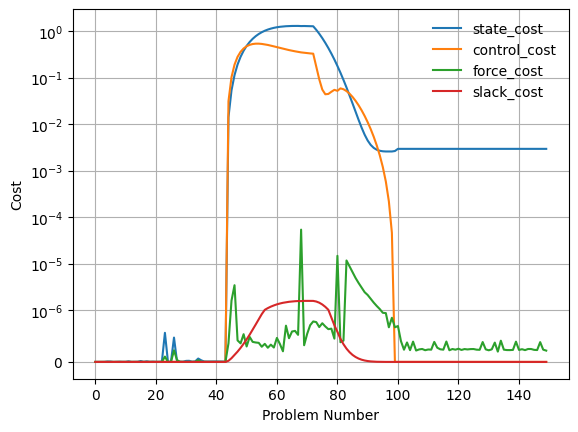 state_cost
control_cost
force_cost
slack_cost
Cost
10⁰
10⁻¹
10⁻²
10⁻³
10⁻⁴
10⁻⁵
10⁻⁶
0
0 20 40 60 80 100 120 140
Problem Number